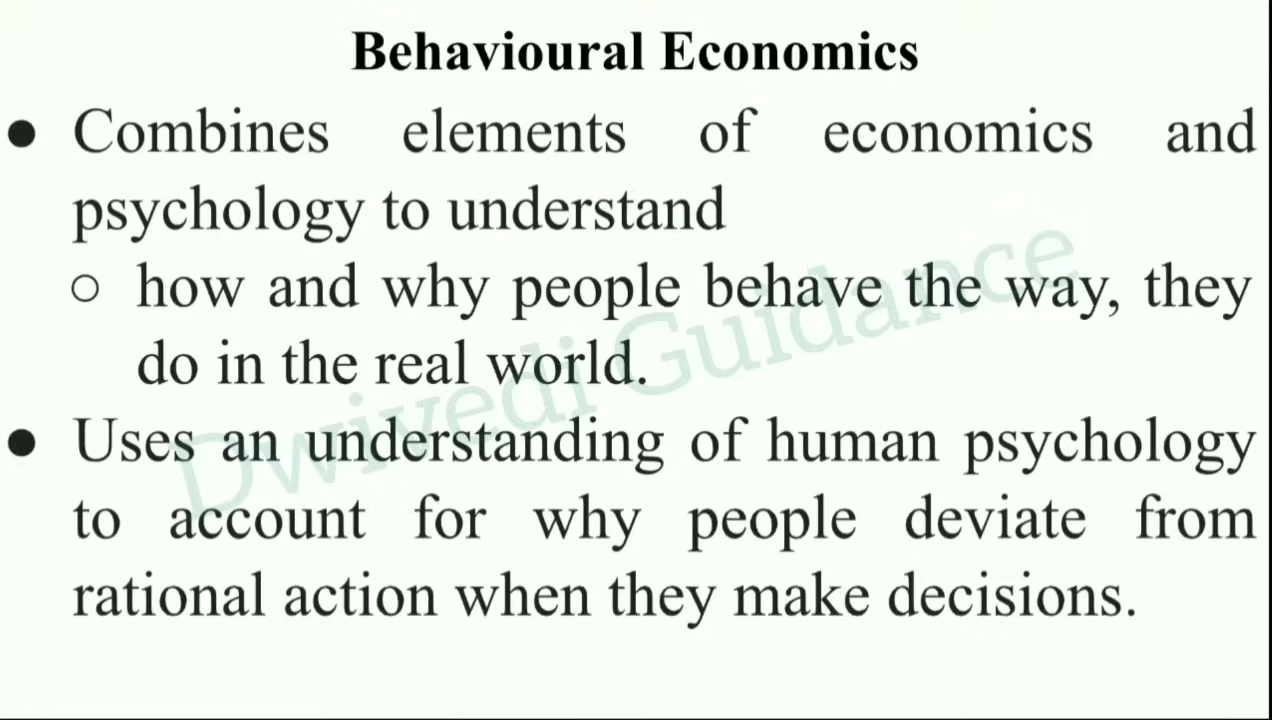 Behavioural Economics
● Combines elements of economics and
psychology to understand
○ how and why people behave the way, they
do in the real world.
● Uses an understanding of human psychology
to account for why people deviate from
rational action when they make decisions.
Dwivedi Guidance